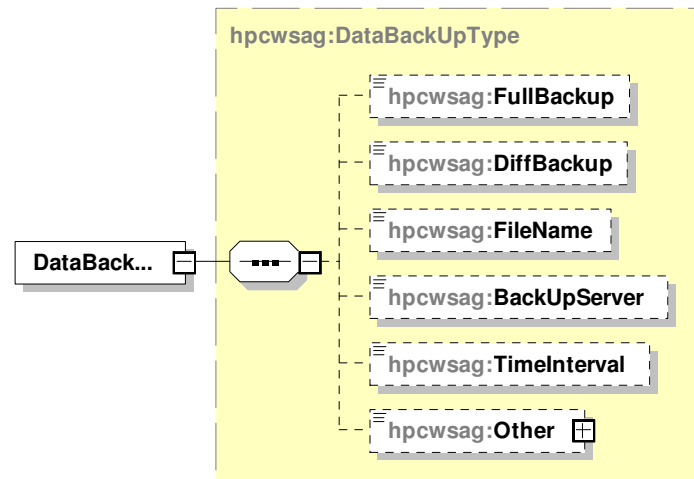 hpcwsag:DataBackUpType
hpcwsag:FullBackup
hpcwsag:DiffBackup
hpcwsag:FileName
DataBack...
hpcwsag:BackUpServer
hpcwsag:TimeInterval
hpcwsag:Other